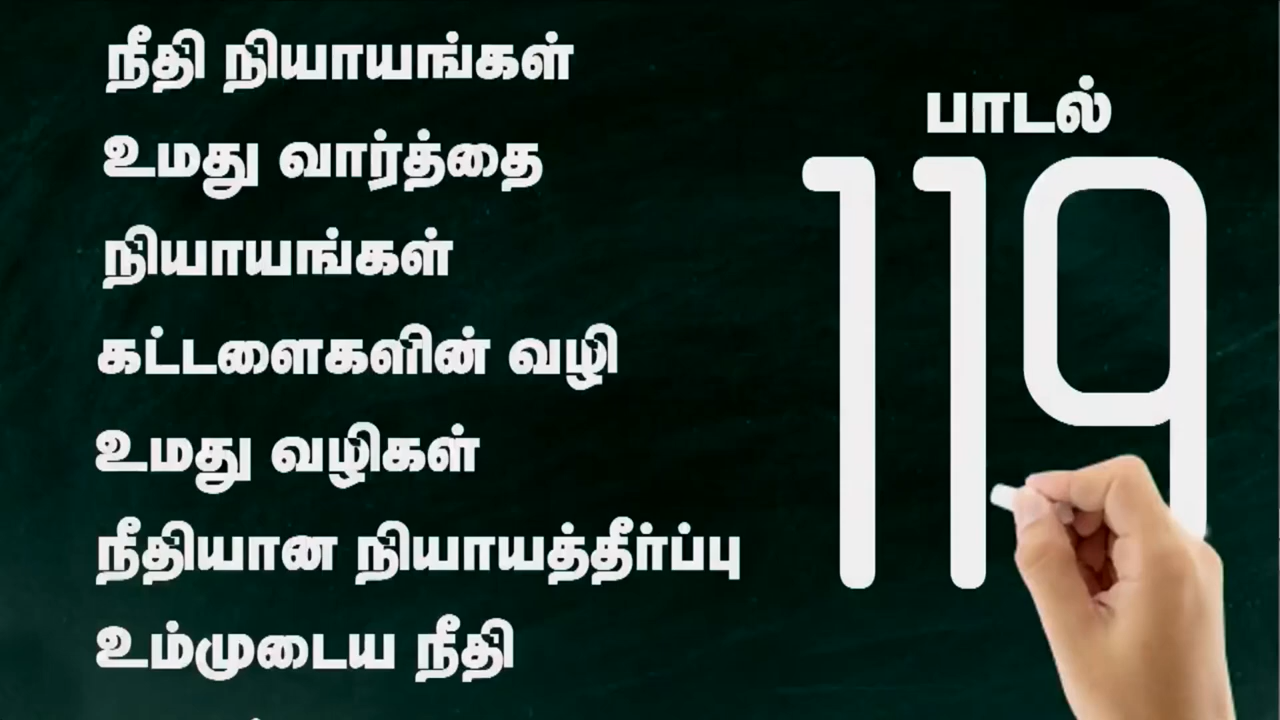 நீதி நியாயங்கள்
உமது வார்த்தை
நியாயங்கள்
கட்டளைகளின் வழி
உமது வழிகள்
நீதியான நியாயத்தீர்ப்பு
உம்முடைய நீதி
பாடல்
119